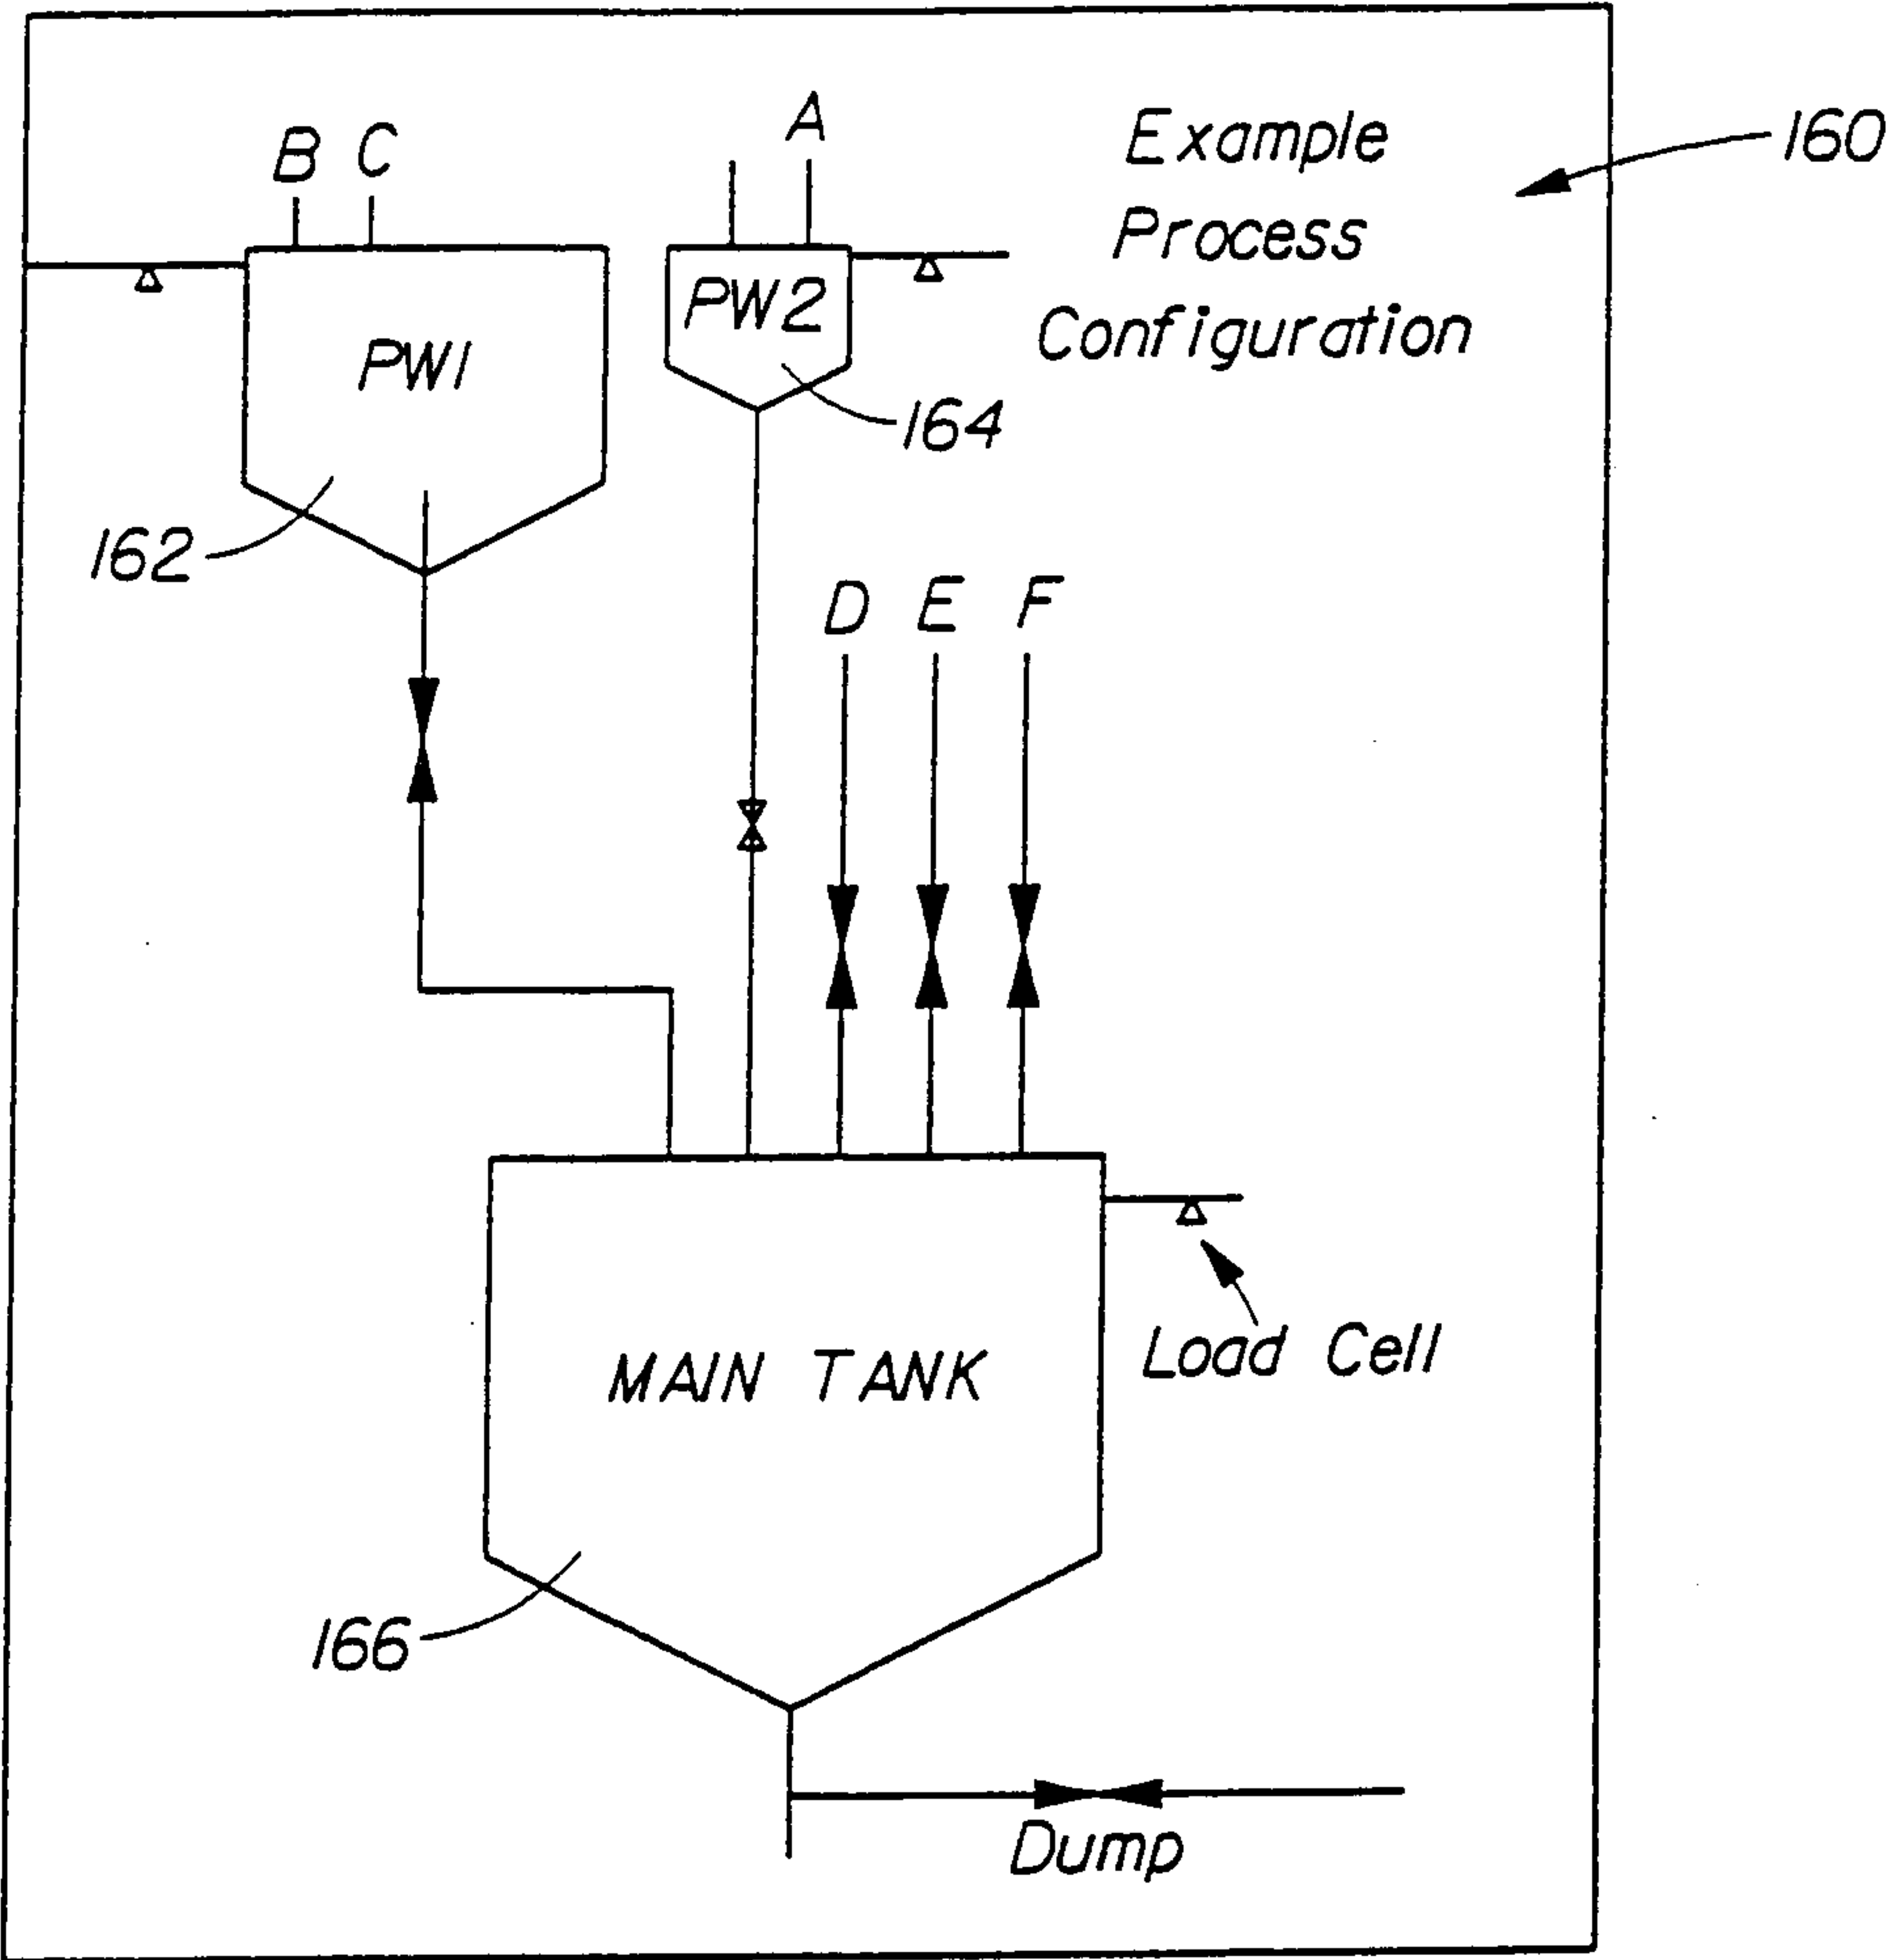 Example
Process
Configuration
160
B
C
A
PW1
PW2
164
162
D
E
F
MAIN TANK
Load Cell
166
Dump